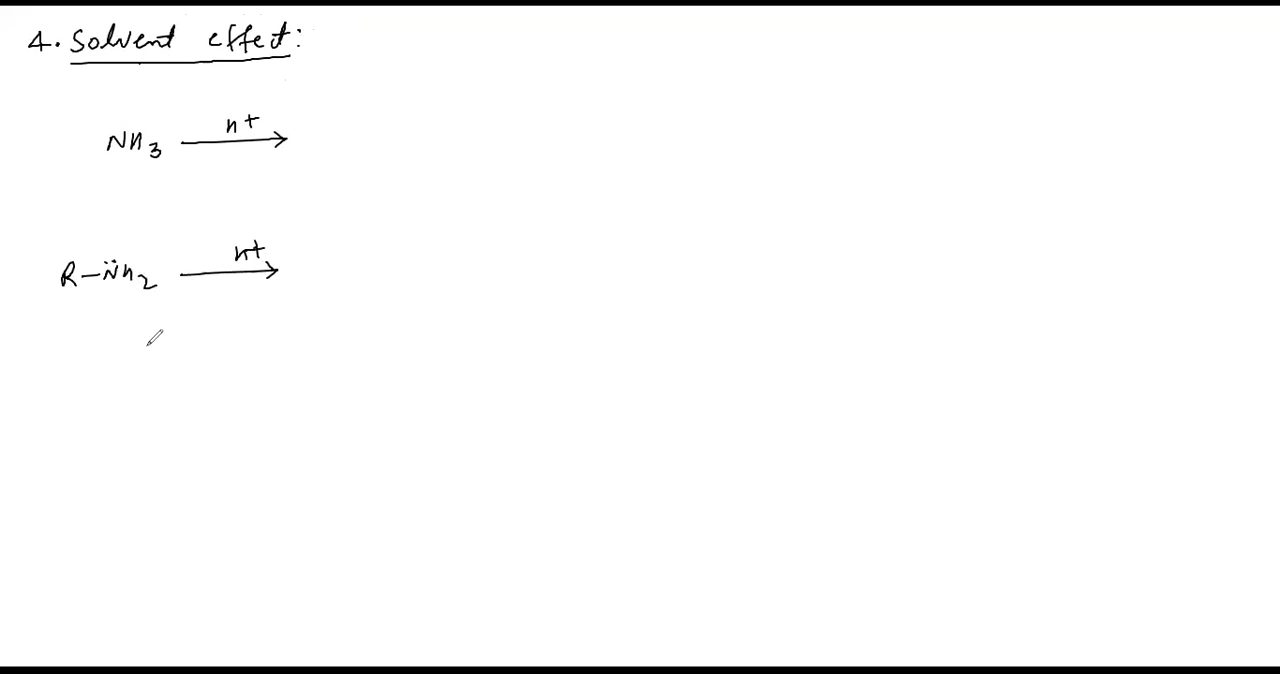 4. Solvent effect:
H+
NH3 →
H+
R-N̈H2 →